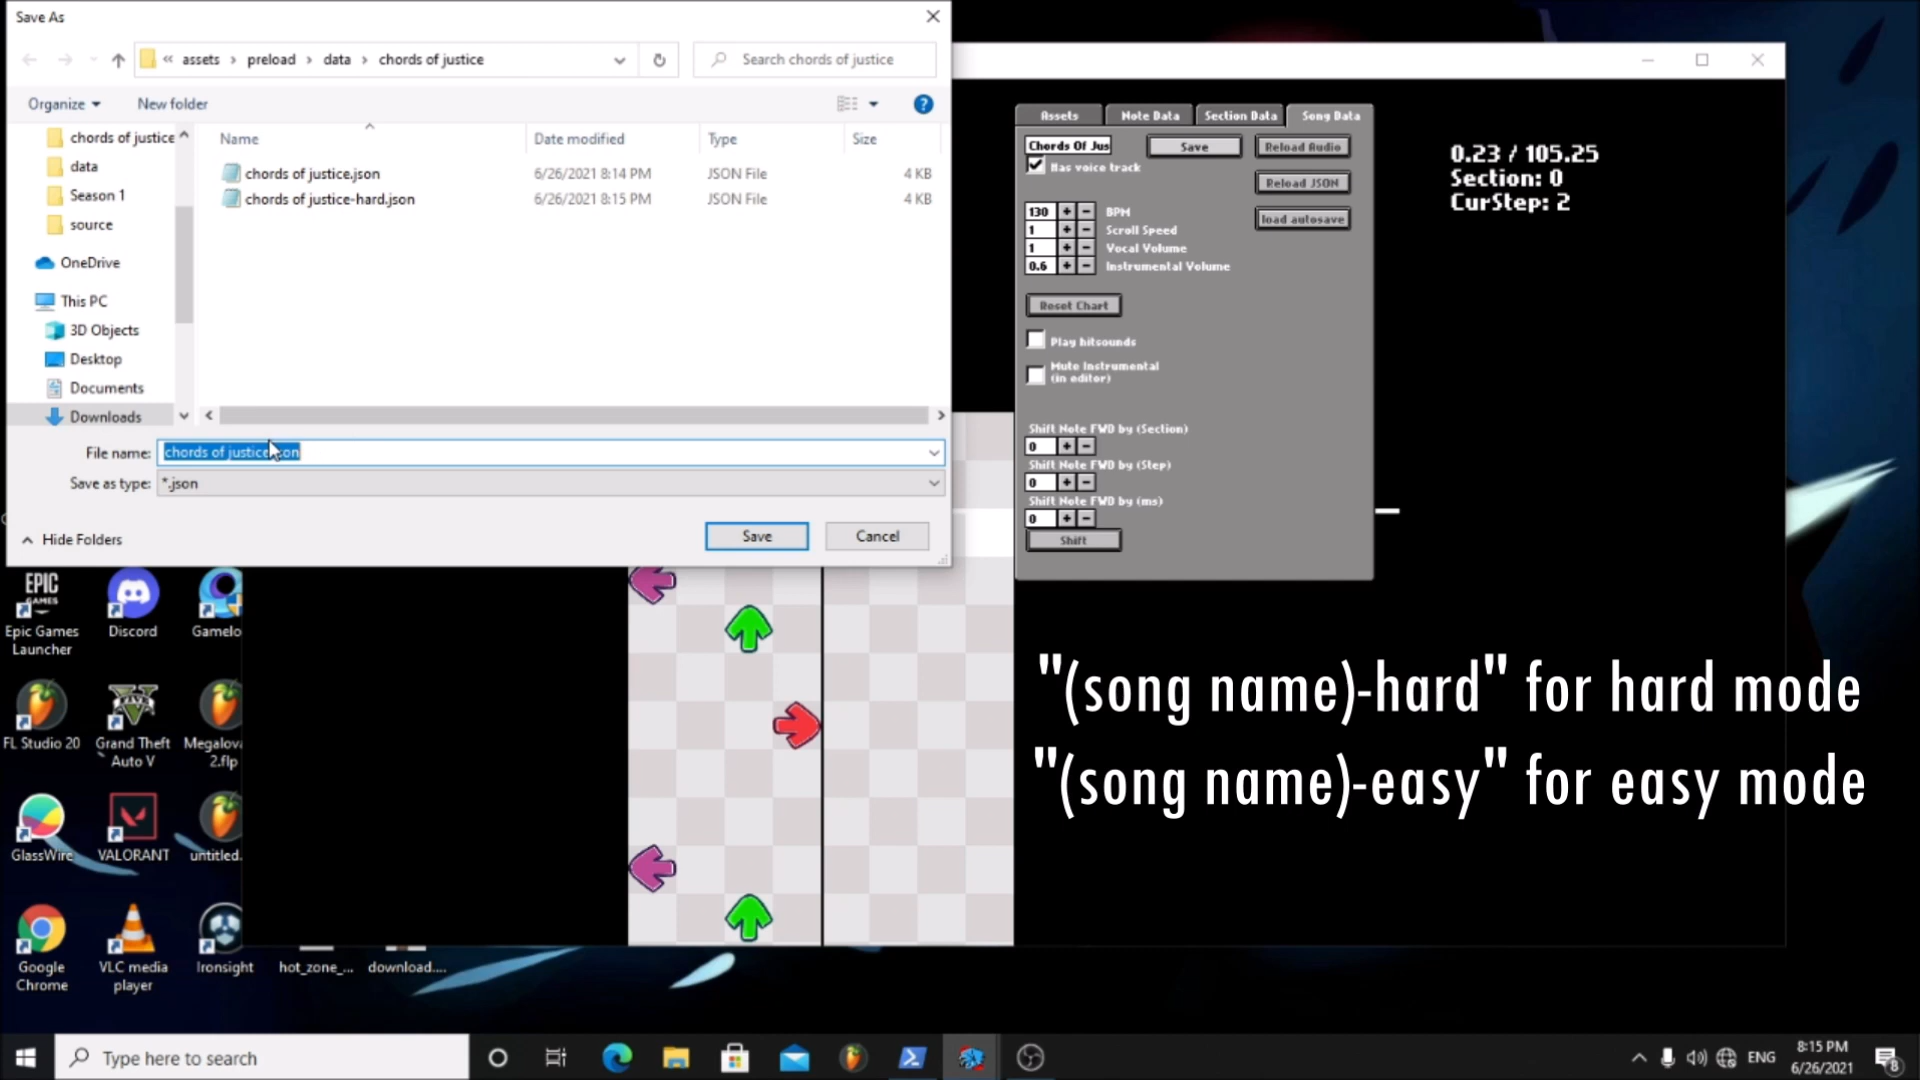 Save As
« assets › preload › data › chords of justice
Search chords of justice
Organize
New folder
Name
Date modified
Type
Size
chords of justice
data
Season 1
source
OneDrive
This PC
3D Objects
Desktop
Documents
Downloads
chords of justice.json 6/26/2021 8:14 PM JSON File 4 KB
chords of justice-hard.json 6/26/2021 8:15 PM JSON File 4 KB
File name: chords of justice.json
Save as type: *.json
Hide Folders
Save
Cancel
Assets
Note Data
Section Data
Song Data
Chords Of Jus
Save
Reload Audio
Has voice track
Reload JSON
load autosave
130 + - BPM
1 + - Scroll Speed
1 + - Vocal Volume
0.6 + - Instrumental Volume
Reset Chart
Play hitsounds
Mute Instrumental
(in editor)
Shift Note FWD by (Section)
0 + -
Shift Note FWD by (Step)
0 + -
Shift Note FWD by (ms)
0 + -
Shift
0.23 / 105.25
Section: 0
CurStep: 2
"(song name)-hard" for hard mode
"(song name)-easy" for easy mode
EPIC
GAMES
Epic Games
Launcher
Discord
Gamelo
FL Studio 20
Grand Theft
Auto V
Megalova
2.flp
GlassWire
VALORANT
untitled.
Google
Chrome
VLC media
player
Ironsight
hot_zone_...
download....
Type here to search
ENG
8:15 PM
6/26/2021
8